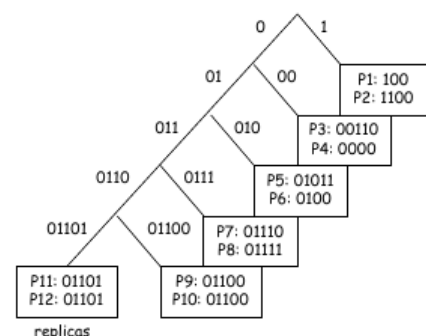 0
1
01
00
P1: 100
P2: 1100
011
010
P3: 00110
P4: 0000
0110
0111
P5: 01011
P6: 0100
01101
01100
P7: 01110
P8: 01111
P11: 01101
P12: 01101
P9: 01100
P10: 01100
replicas